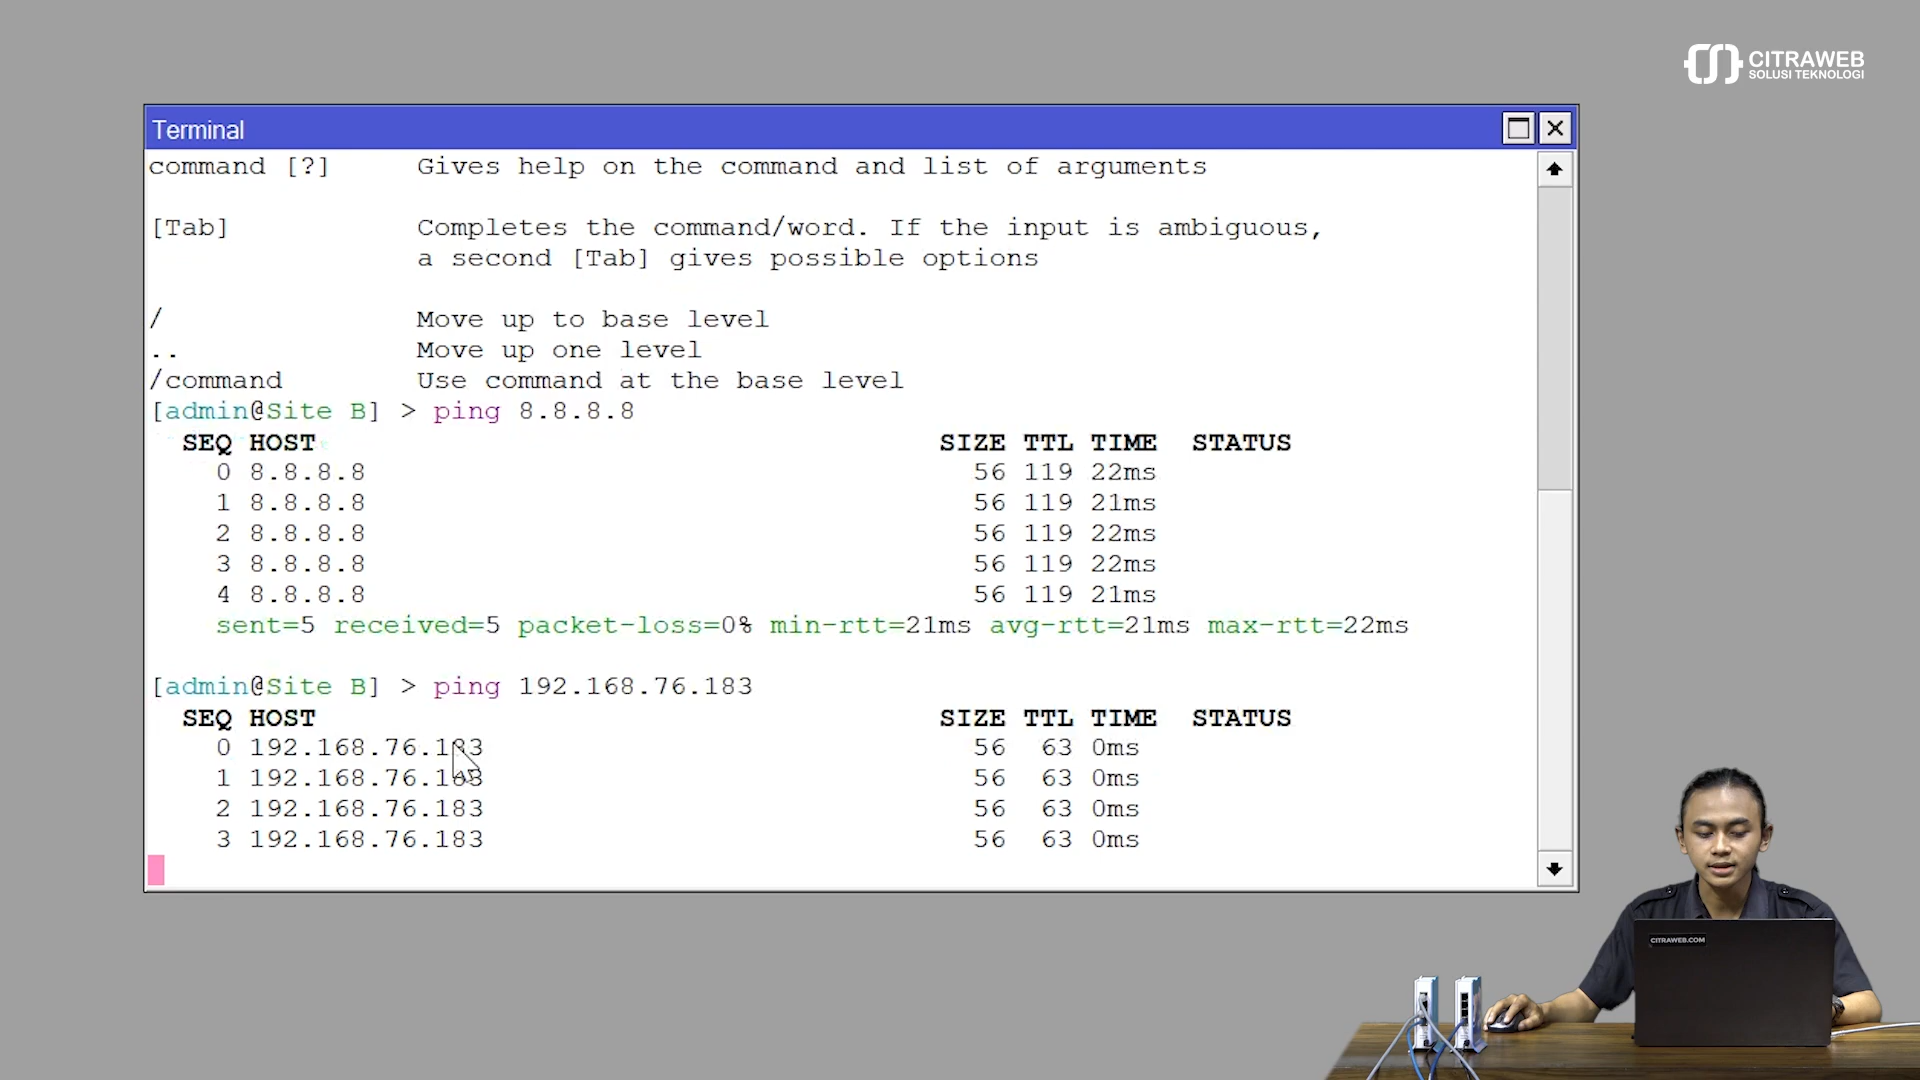 CITRAWEB
SOLUSI TEKNOLOGI
Terminal
command [?] Gives help on the command and list of arguments
[Tab] Completes the command/word. If the input is ambiguous,
a second [Tab] gives possible options
/ Move up to base level
.. Move up one level
/command Use command at the base level
[admin@Site B] > ping 8.8.8.8
SEQ HOST SIZE TTL TIME STATUS
0 8.8.8.8 56 119 22ms
1 8.8.8.8 56 119 21ms
2 8.8.8.8 56 119 22ms
3 8.8.8.8 56 119 22ms
4 8.8.8.8 56 119 21ms
sent=5 received=5 packet-loss=0% min-rtt=21ms avg-rtt=21ms max-rtt=22ms
[admin@Site B] > ping 192.168.76.183
SEQ HOST SIZE TTL TIME STATUS
0 192.168.76.183 56 63 0ms
1 192.168.76.183 56 63 0ms
2 192.168.76.183 56 63 0ms
3 192.168.76.183 56 63 0ms
CITRAWEB.COM